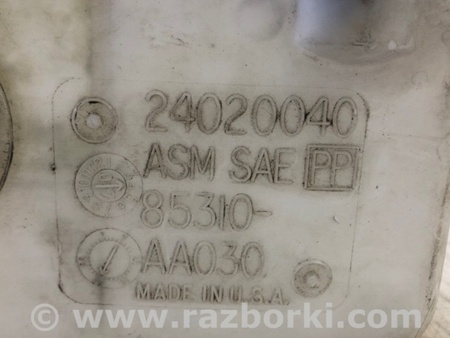 24020040
ASM SAE PP
85310-
AA030
MADE IN U.S.A.
© www.razborki.com